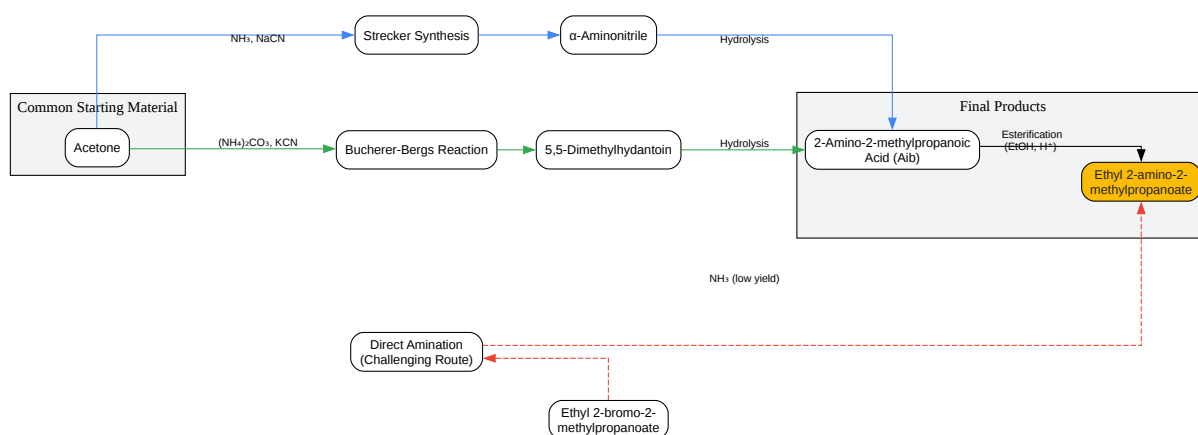 NH₃, NaCN
Strecker Synthesis
α-Aminonitrile
Hydrolysis
Common Starting Material
Acetone
(NH₄)₂CO₃, KCN
Bucherer-Bergs Reaction
5,5-Dimethylhydantoin
Hydrolysis
Final Products
2-Amino-2-methylpropanoic
Acid (Aib)
Esterification
(EtOH, H⁺)
Ethyl 2-amino-2-
methylpropanoate
NH₃ (low yield)
Direct Amination
(Challenging Route)
Ethyl 2-bromo-2-
methylpropanoate